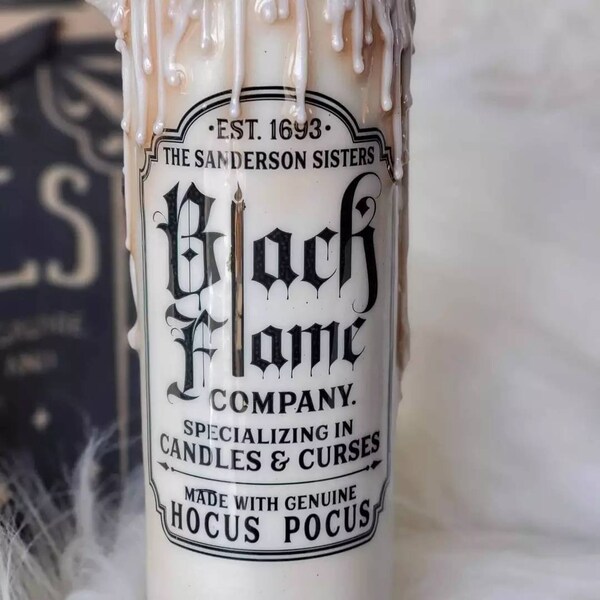 ·EST. 1693·
THE SANDERSON SISTERS
Black
Flame
COMPANY.
SPECIALIZING IN
CANDLES & CURSES
MADE WITH GENUINE
HOCUS POCUS